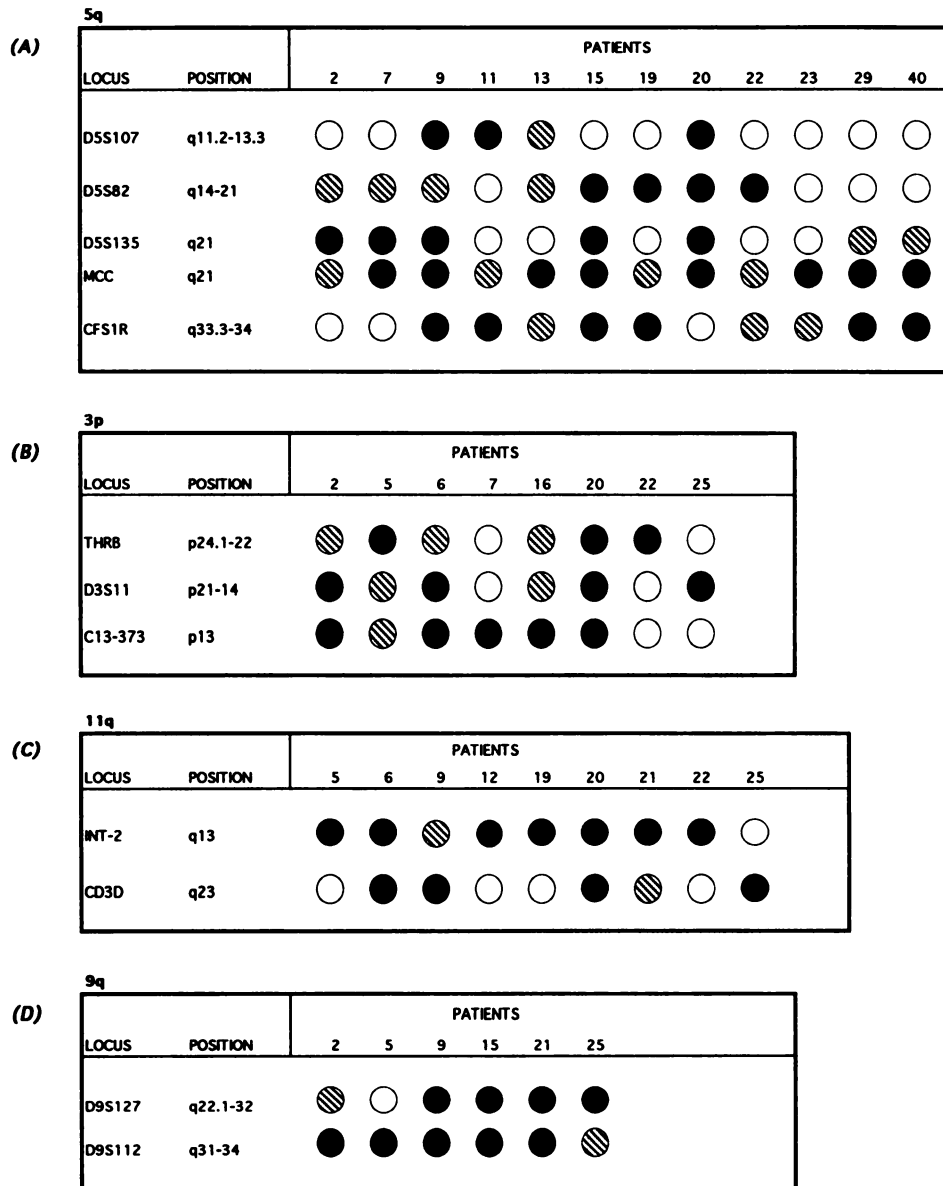 5q
(A)
PATIENTS
LOCUS POSITION 2 7 9 11 13 15 19 20 22 23 29 40
D5S107 q11.2-13.3
D5S82 q14-21
D5S135 q21
MCC q21
CFS1R q33.3-34
3p
(B)
PATIENTS
LOCUS POSITION 2 5 6 7 16 20 22 25
THRB p24.1-22
D3S11 p21-14
C13-373 p13
11q
(C)
PATIENTS
LOCUS POSITION 5 6 9 12 19 20 21 22 25
INT-2 q13
CD3D q23
9q
(D)
PATIENTS
LOCUS POSITION 2 5 9 15 21 25
D9S127 q22.1-32
D9S112 q31-34